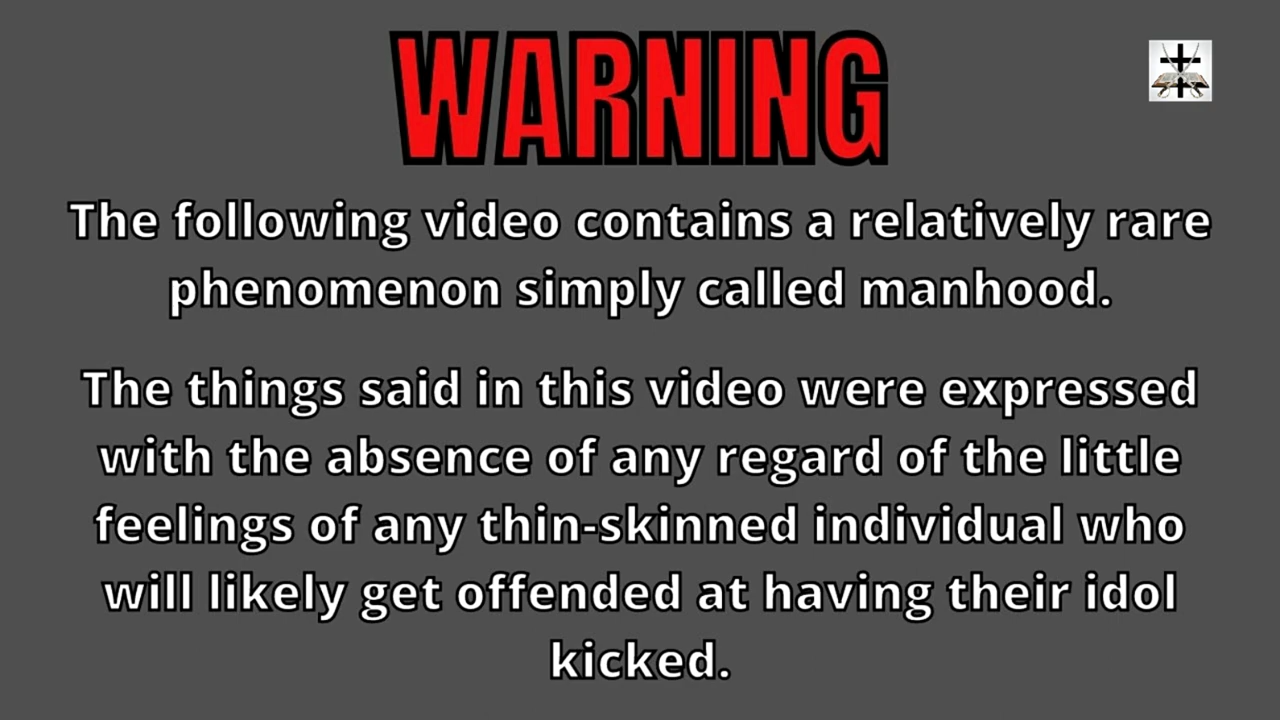 WARNING
The following video contains a relatively rare
phenomenon simply called manhood.
The things said in this video were expressed
with the absence of any regard of the little
feelings of any thin-skinned individual who
will likely get offended at having their idol
kicked.